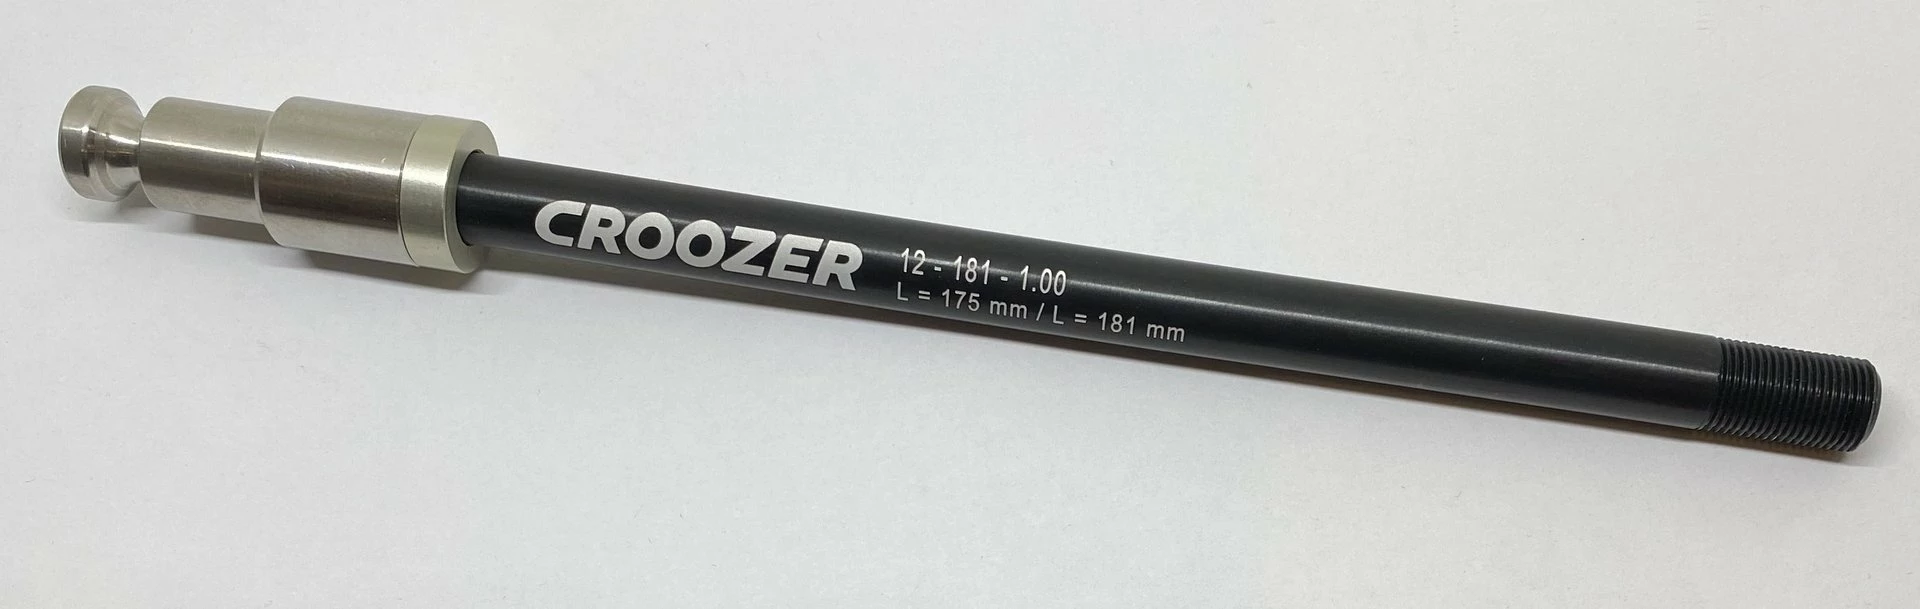 CROOZER
12 - 181 - 1.00
L = 175 mm / L = 181 mm